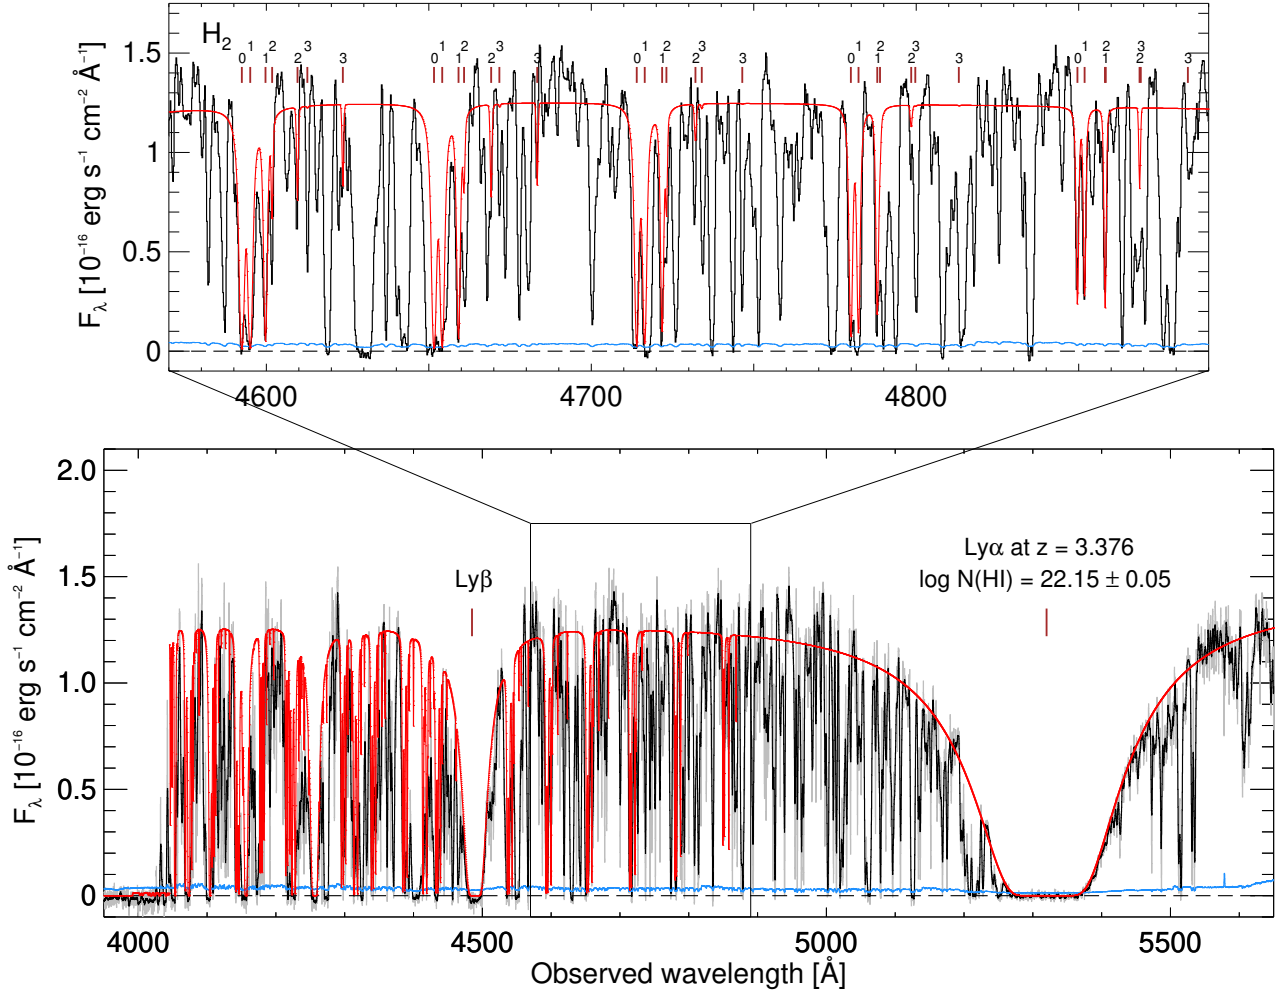 H₂
0 1 1 2 2 3 3
0 1 1 2 2 3 3
0 1 1 2 2 3 3
0 1 1 2 2 3 3
0 1 1 2 2 3 3
1.5
1
0.5
0
F_λ [10⁻¹⁶ erg s⁻¹ cm⁻² Å⁻¹]
4600 4700 4800
2.0
1.5
1.0
0.5
0
F_λ [10⁻¹⁶ erg s⁻¹ cm⁻² Å⁻¹]
Lyβ
Lyα at z = 3.376
log N(HI) = 22.15 ± 0.05
4000 4500 5000 5500
Observed wavelength [Å]